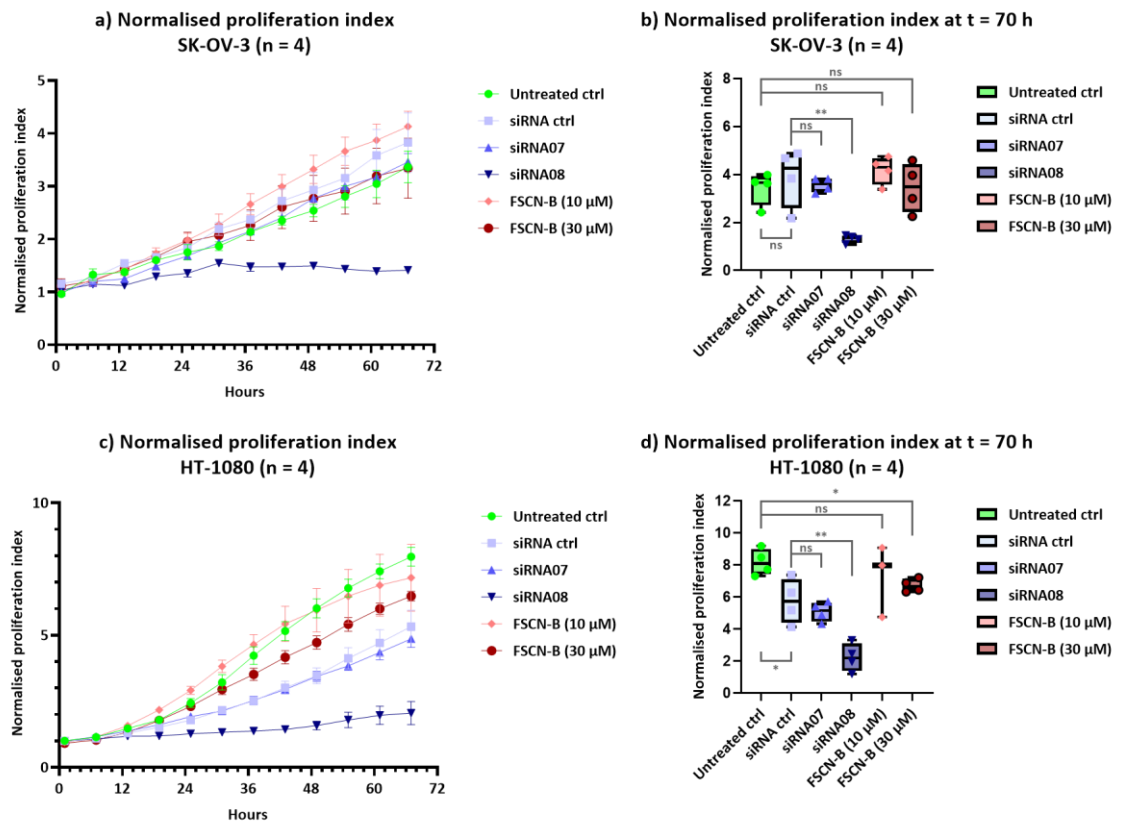 a) Normalised proliferation index
SK-OV-3 (n = 4)
Normalised proliferation index
5
4
3
2
1
0
0 12 24 36 48 60 72
Hours
Untreated ctrl
siRNA ctrl
siRNA07
siRNA08
FSCN-B (10 μM)
FSCN-B (30 μM)
b) Normalised proliferation index at t = 70 h
SK-OV-3 (n = 4)
Normalised proliferation index
8
6
4
2
0
ns
ns
**
ns
ns
Untreated ctrl
siRNA ctrl
siRNA07
siRNA08
FSCN-B (10 μM)
FSCN-B (30 μM)
Untreated ctrl
siRNA ctrl
siRNA07
siRNA08
FSCN-B (10 μM)
FSCN-B (30 μM)
c) Normalised proliferation index
HT-1080 (n = 4)
Normalised proliferation index
10
5
0
0 12 24 36 48 60 72
Hours
Untreated ctrl
siRNA ctrl
siRNA07
siRNA08
FSCN-B (10 μM)
FSCN-B (30 μM)
d) Normalised proliferation index at t = 70 h
HT-1080 (n = 4)
Normalised proliferation index
12
10
8
6
4
2
0
*
ns
**
ns
*
Untreated ctrl
siRNA ctrl
siRNA07
siRNA08
FSCN-B (10 μM)
FSCN-B (30 μM)
Untreated ctrl
siRNA ctrl
siRNA07
siRNA08
FSCN-B (10 μM)
FSCN-B (30 μM)